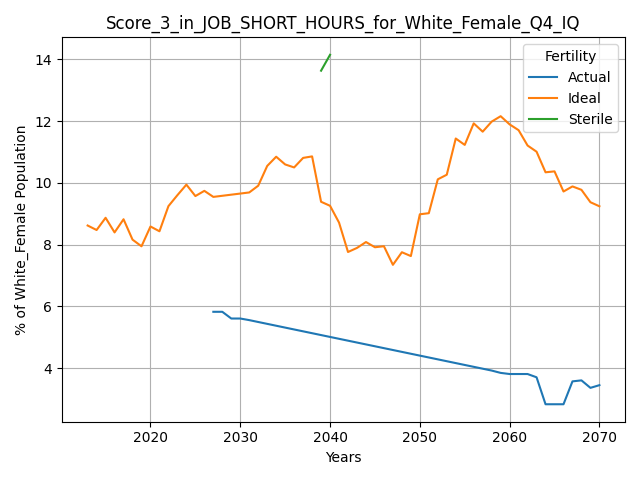 Score_3_in_JOB_SHORT_HOURS_for_White_Female_Q4_IQ
% of White_Female Population
14
12
10
8
6
4
Fertility
Actual
Ideal
Sterile
2020 2030 2040 2050 2060 2070
Years